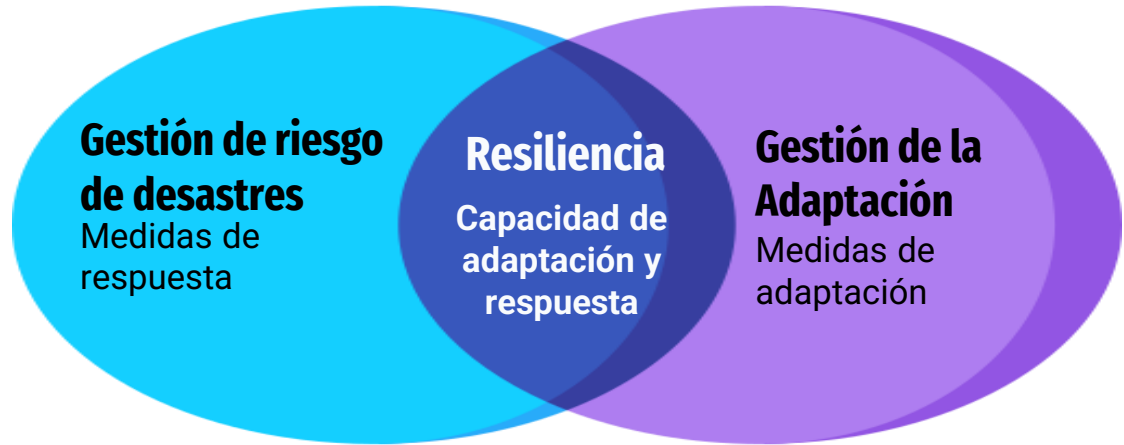 Gestión de riesgo
de desastres
Medidas de
respuesta
Resiliencia
Capacidad de
adaptación y
respuesta
Gestión de la
Adaptación
Medidas de
adaptación